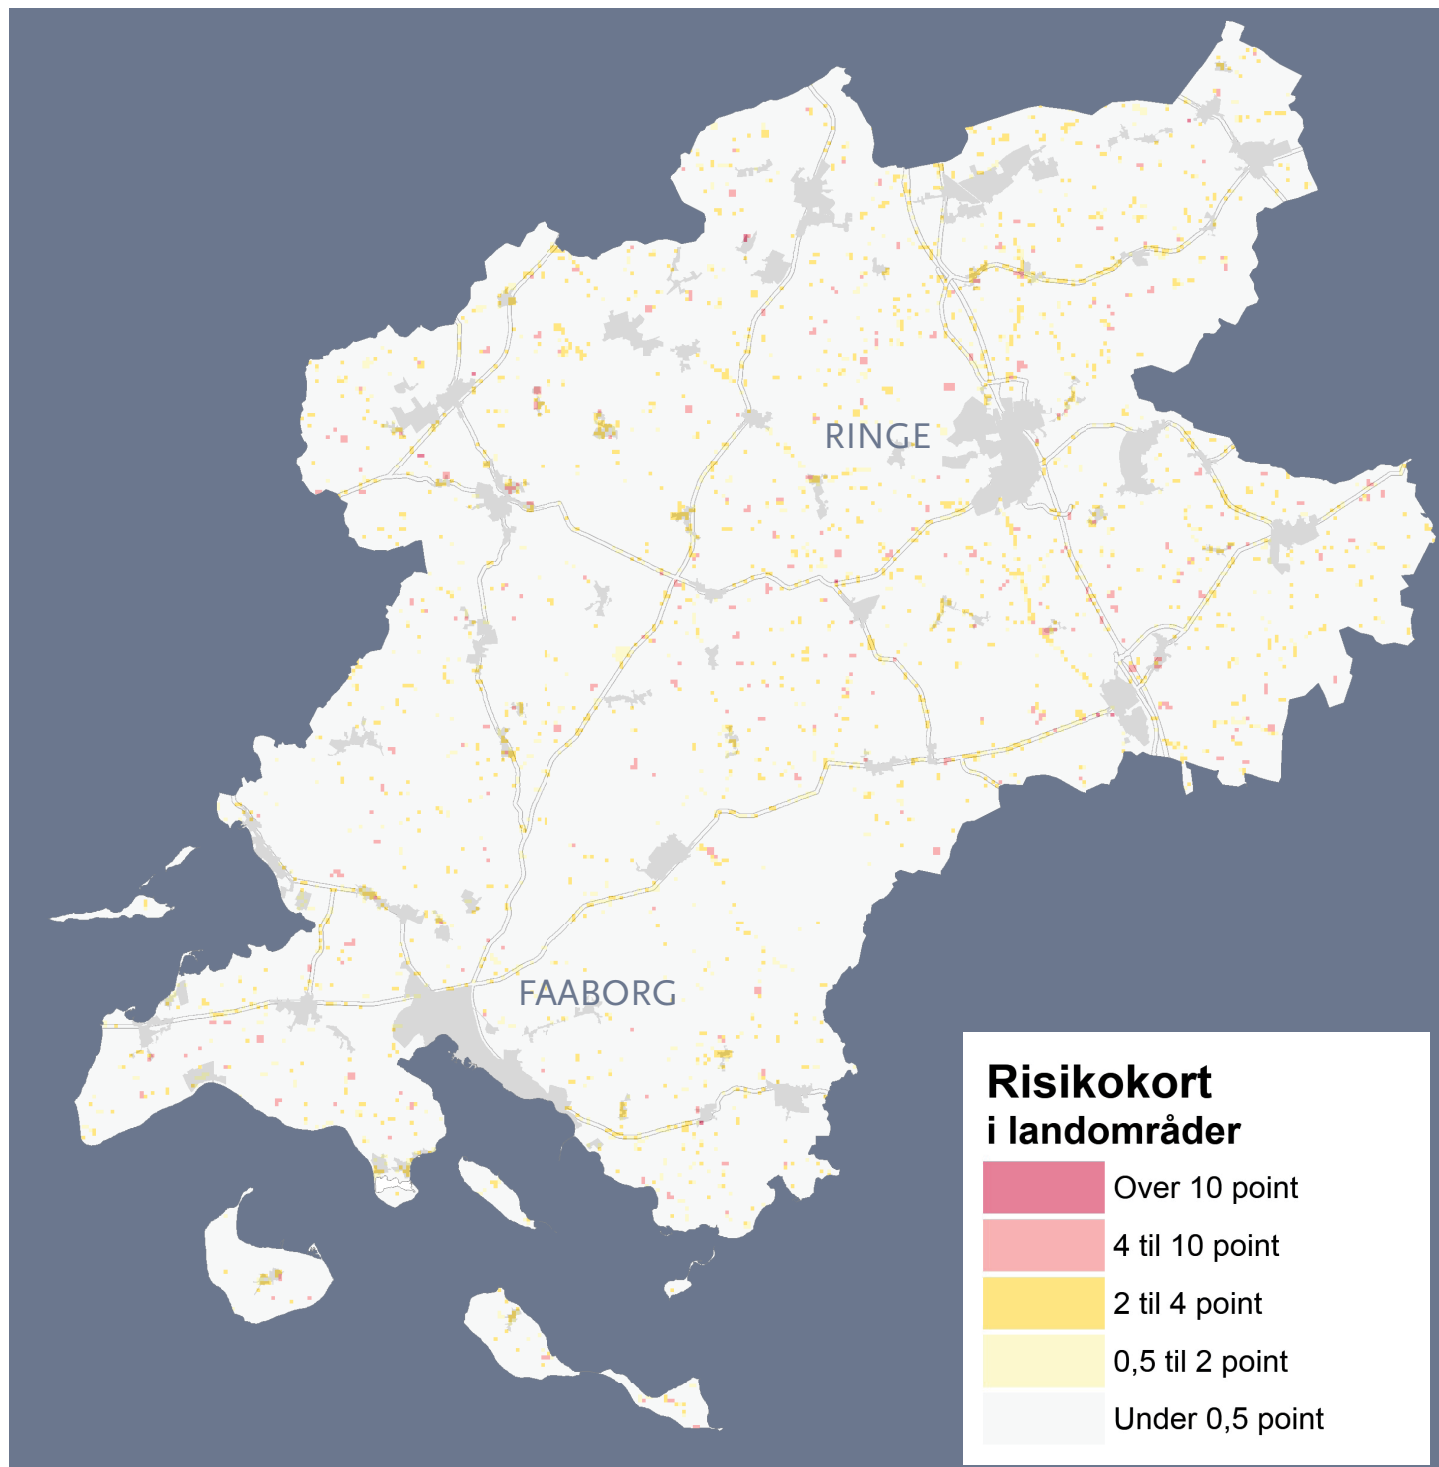 RINGE
FAABORG
Risikokort
i landområder
Over 10 point
4 til 10 point
2 til 4 point
0,5 til 2 point
Under 0,5 point